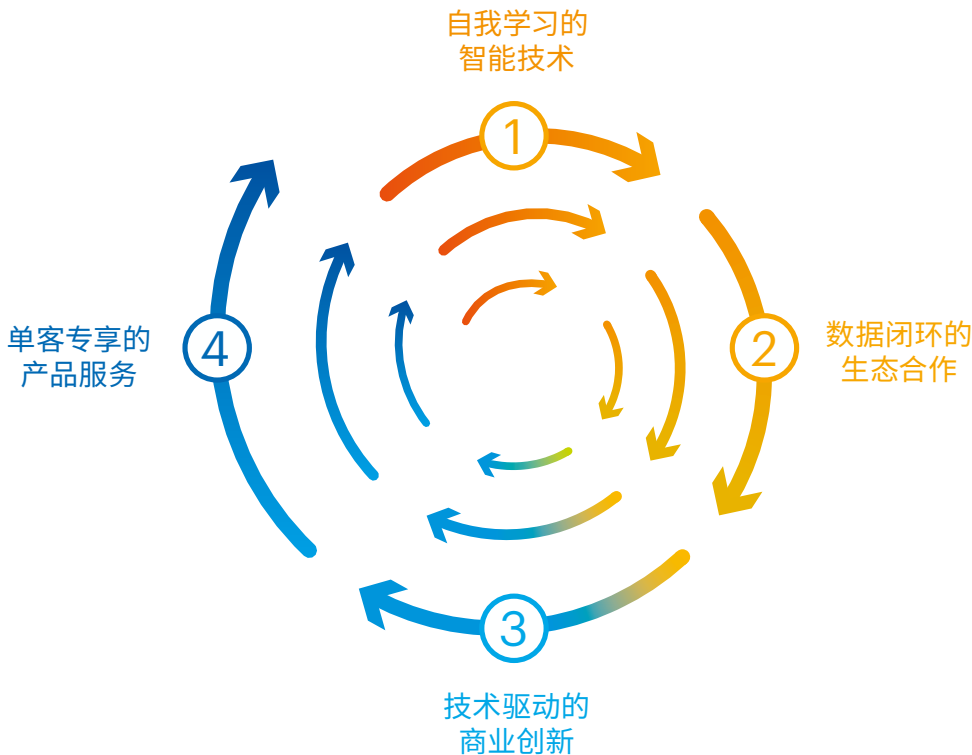 自我学习的
智能技术
1
2
数据闭环的
生态合作
3
技术驱动的
商业创新
4
单客专享的
产品服务